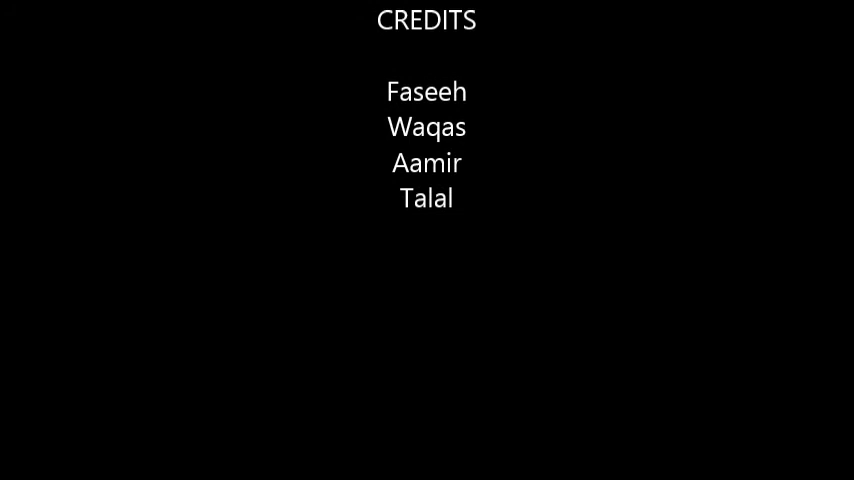 CREDITS
Faseeh
Waqas
Aamir
Talal